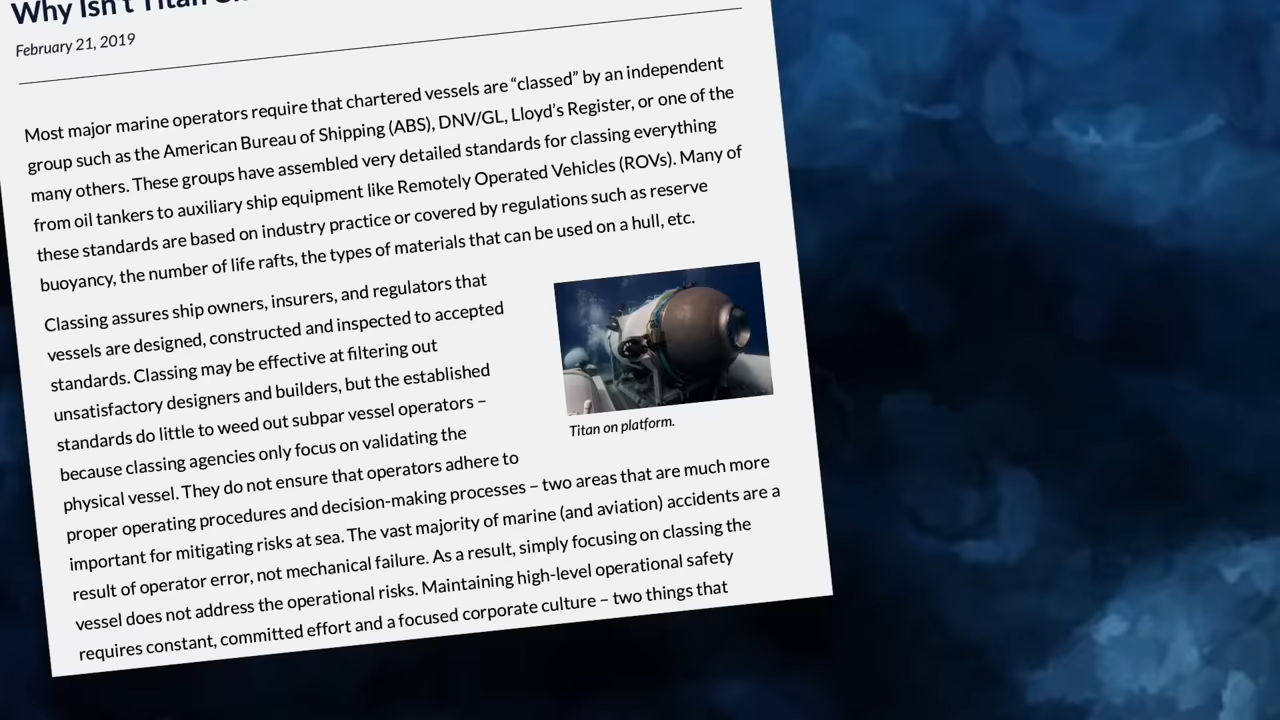 Why Isn't Titan
February 21, 2019
Most major marine operators require that chartered vessels are “classed” by an independent
group such as the American Bureau of Shipping (ABS), DNV/GL, Lloyd’s Register, or one of the
many others. These groups have assembled very detailed standards for classing everything
from oil tankers to auxiliary ship equipment like Remotely Operated Vehicles (ROVs). Many of
these standards are based on industry practice or covered by regulations such as reserve
buoyancy, the number of life rafts, the types of materials that can be used on a hull, etc.
Classing assures ship owners, insurers, and regulators that
vessels are designed, constructed and inspected to accepted
standards. Classing may be effective at filtering out
unsatisfactory designers and builders, but the established
standards do little to weed out subpar vessel operators –
because classing agencies only focus on validating the
physical vessel. They do not ensure that operators adhere to
proper operating procedures and decision-making processes – two areas that are much more
important for mitigating risks at sea. The vast majority of marine (and aviation) accidents are a
result of operator error, not mechanical failure. As a result, simply focusing on classing the
vessel does not address the operational risks. Maintaining high-level operational safety
requires constant, committed effort and a focused corporate culture – two things that
Titan on platform.